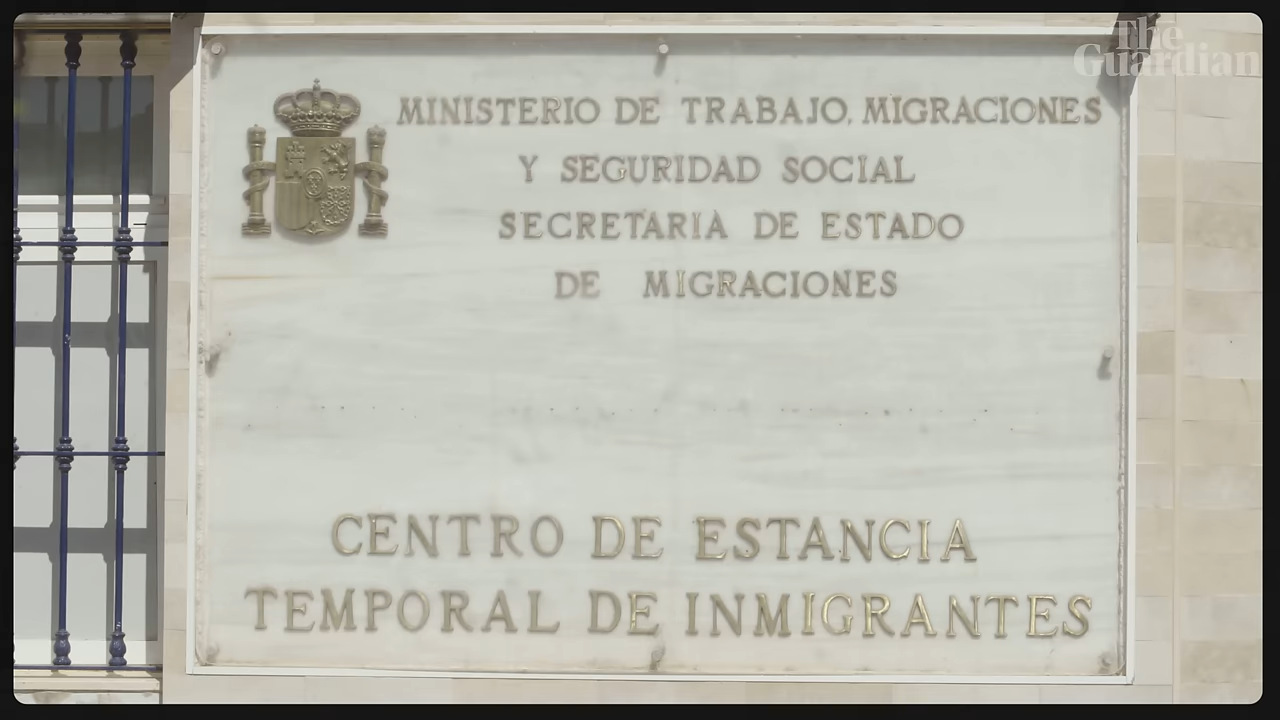 The
Guardian
MINISTERIO DE TRABAJO, MIGRACIONES
Y SEGURIDAD SOCIAL
SECRETARIA DE ESTADO
DE MIGRACIONES
CENTRO DE ESTANCIA
TEMPORAL DE INMIGRANTES